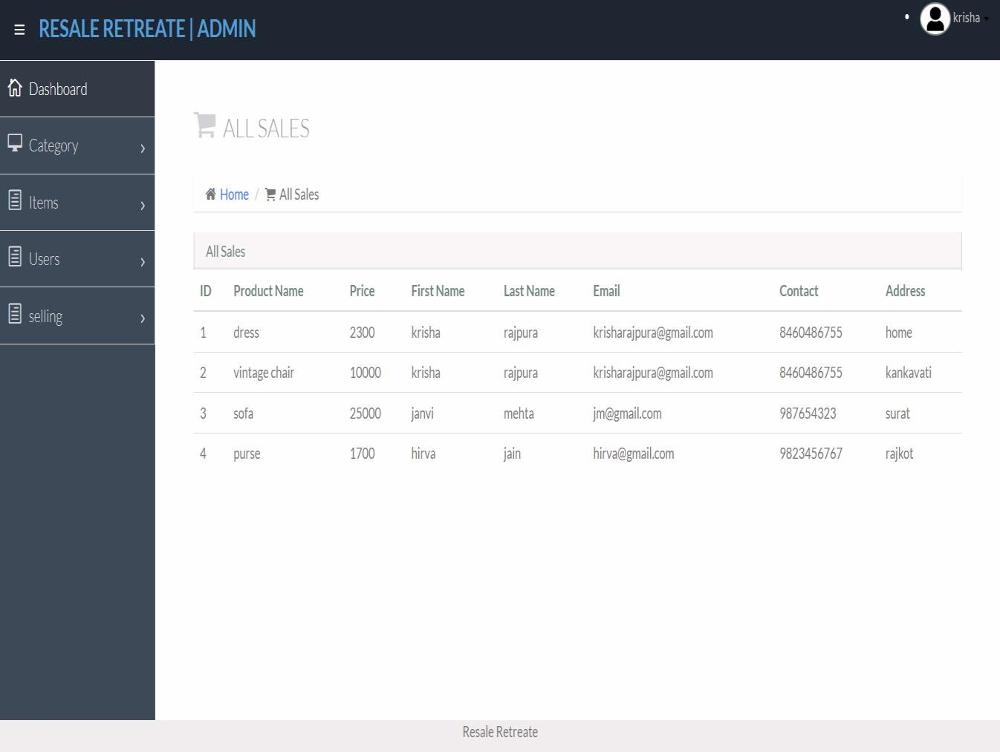 RESALE RETREATE | ADMIN
krisha
Dashboard
Category
Items
Users
selling
ALL SALES
Home / All Sales
All Sales
ID Product Name Price First Name Last Name Email Contact Address
1 dress 2300 krisha rajpura krisharajpura@gmail.com 8460486755 home
2 vintage chair 10000 krisha rajpura krisharajpura@gmail.com 8460486755 kankavati
3 sofa 25000 janvi mehta jm@gmail.com 987654323 surat
4 purse 1700 hirva jain hirva@gmail.com 9823456767 rajkot
Resale Retreate